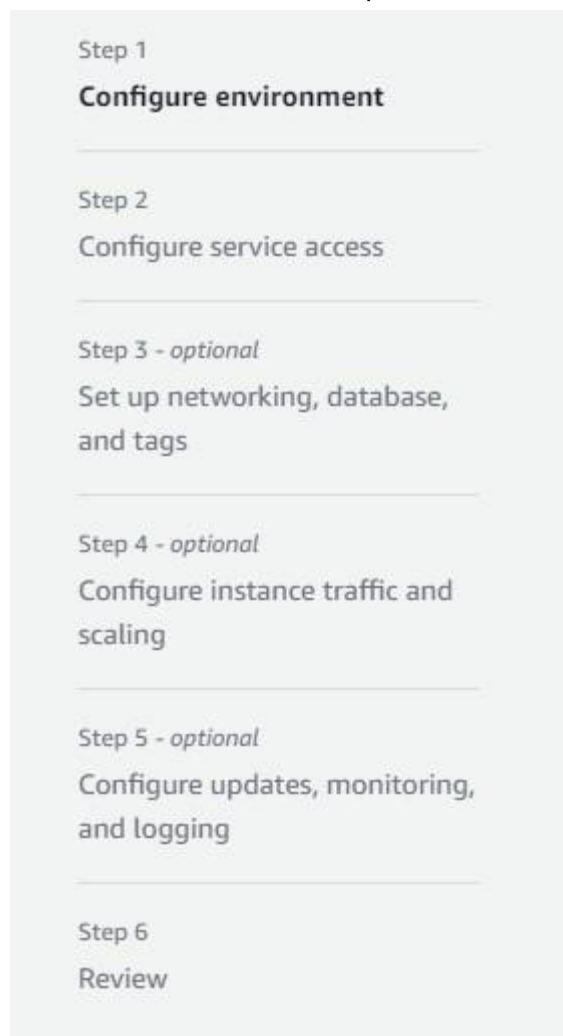 Step 1
Configure environment
Step 2
Configure service access
Step 3 - optional
Set up networking, database,
and tags
Step 4 - optional
Configure instance traffic and
scaling
Step 5 - optional
Configure updates, monitoring,
and logging
Step 6
Review